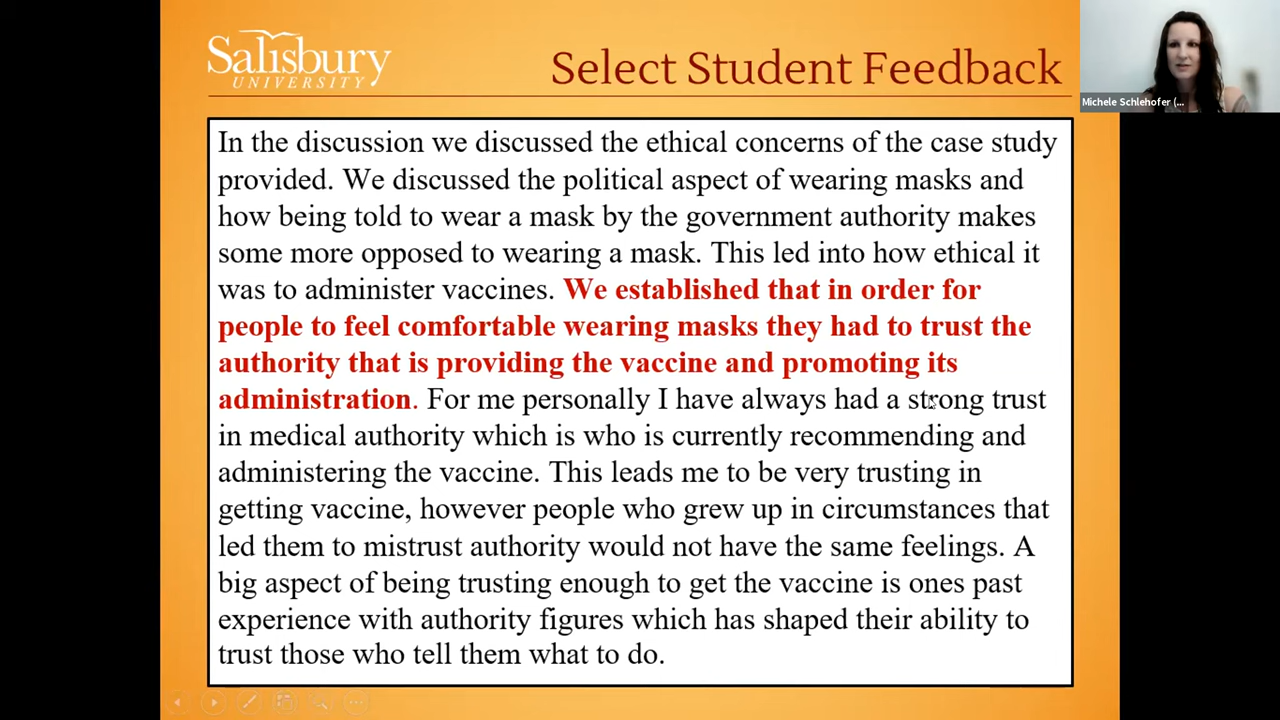 Salisbury
UNIVERSITY
Select Student Feedback
Michele Schlehofer (...
In the discussion we discussed the ethical concerns of the case study
provided. We discussed the political aspect of wearing masks and
how being told to wear a mask by the government authority makes
some more opposed to wearing a mask. This led into how ethical it
was to administer vaccines. We established that in order for
people to feel comfortable wearing masks they had to trust the
authority that is providing the vaccine and promoting its
administration. For me personally I have always had a strong trust
in medical authority which is who is currently recommending and
administering the vaccine. This leads me to be very trusting in
getting vaccine, however people who grew up in circumstances that
led them to mistrust authority would not have the same feelings. A
big aspect of being trusting enough to get the vaccine is ones past
experience with authority figures which has shaped their ability to
trust those who tell them what to do.